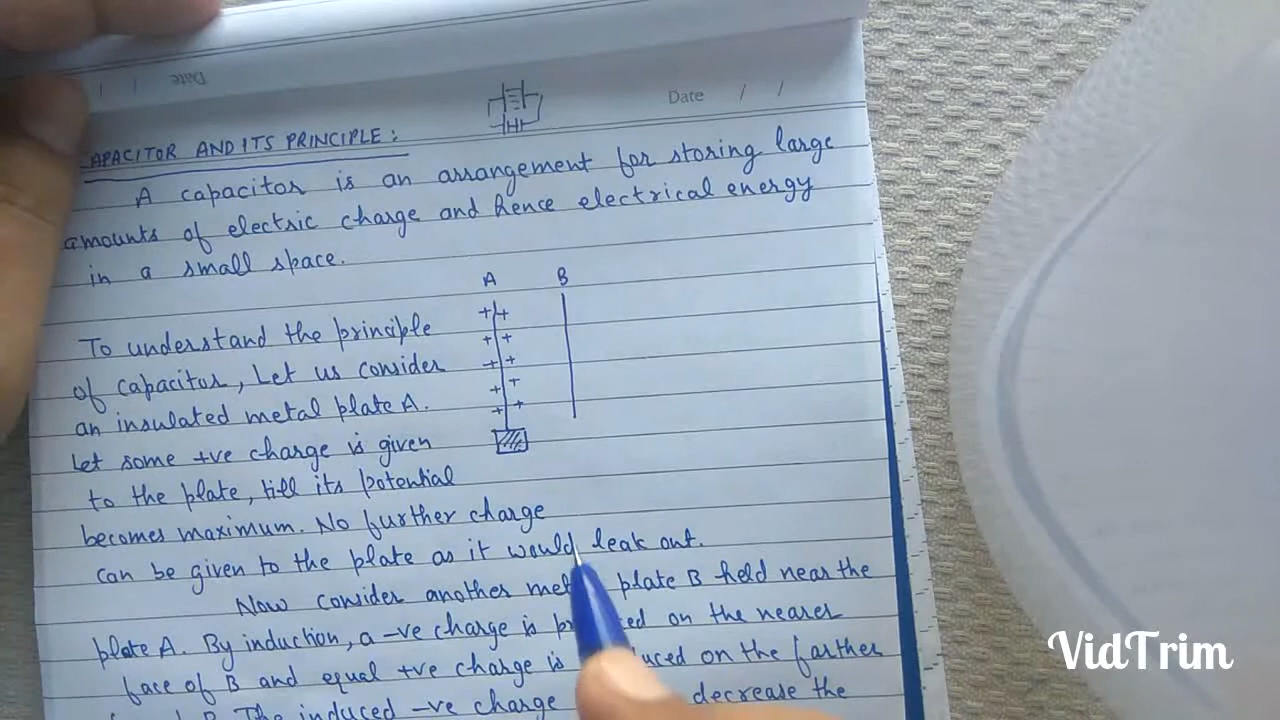 Date
Date / /
APACITOR AND ITS PRINCIPLE:
A capacitor is an arrangement for storing large
amounts of electric charge and hence electrical energy
in a small space.
A B
To understand the principle
of capacitor, Let us consider
an insulated metal plate A.
Let some +ve charge is given
to the plate, till its potential
becomes maximum. No further charge
can be given to the plate as it would leak out.
Now consider another plate B held near the
plate A. By induction, a -ve charge is on the nearer
face of B and equal +ve charge is on the farther
B. The induced -ve charge decrease the
VidTrim